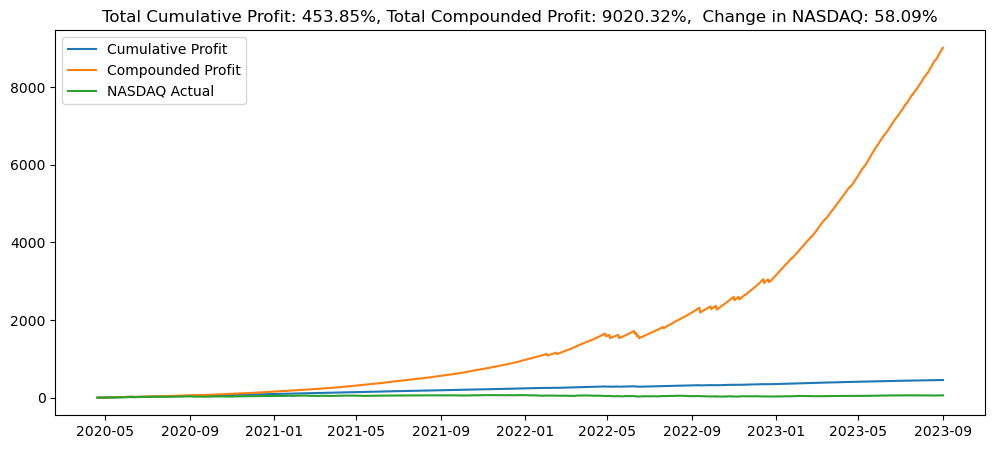 Total Cumulative Profit: 453.85%, Total Compounded Profit: 9020.32%,  Change in NASDAQ: 58.09%
Cumulative Profit
Compounded Profit
NASDAQ Actual
8000
6000
4000
2000
0
2020-05 2020-09 2021-01 2021-05 2021-09 2022-01 2022-05 2022-09 2023-01 2023-05 2023-09